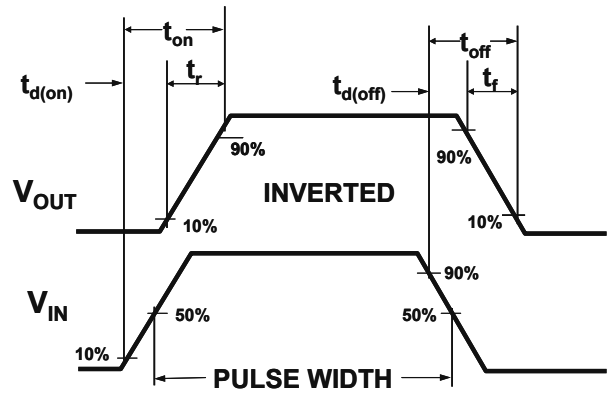 t_on
t_off
t_d(on)
t_r
t_d(off)
t_f
90%
90%
V_OUT
INVERTED
10%
10%
90%
V_IN
50%
50%
10%
PULSE WIDTH